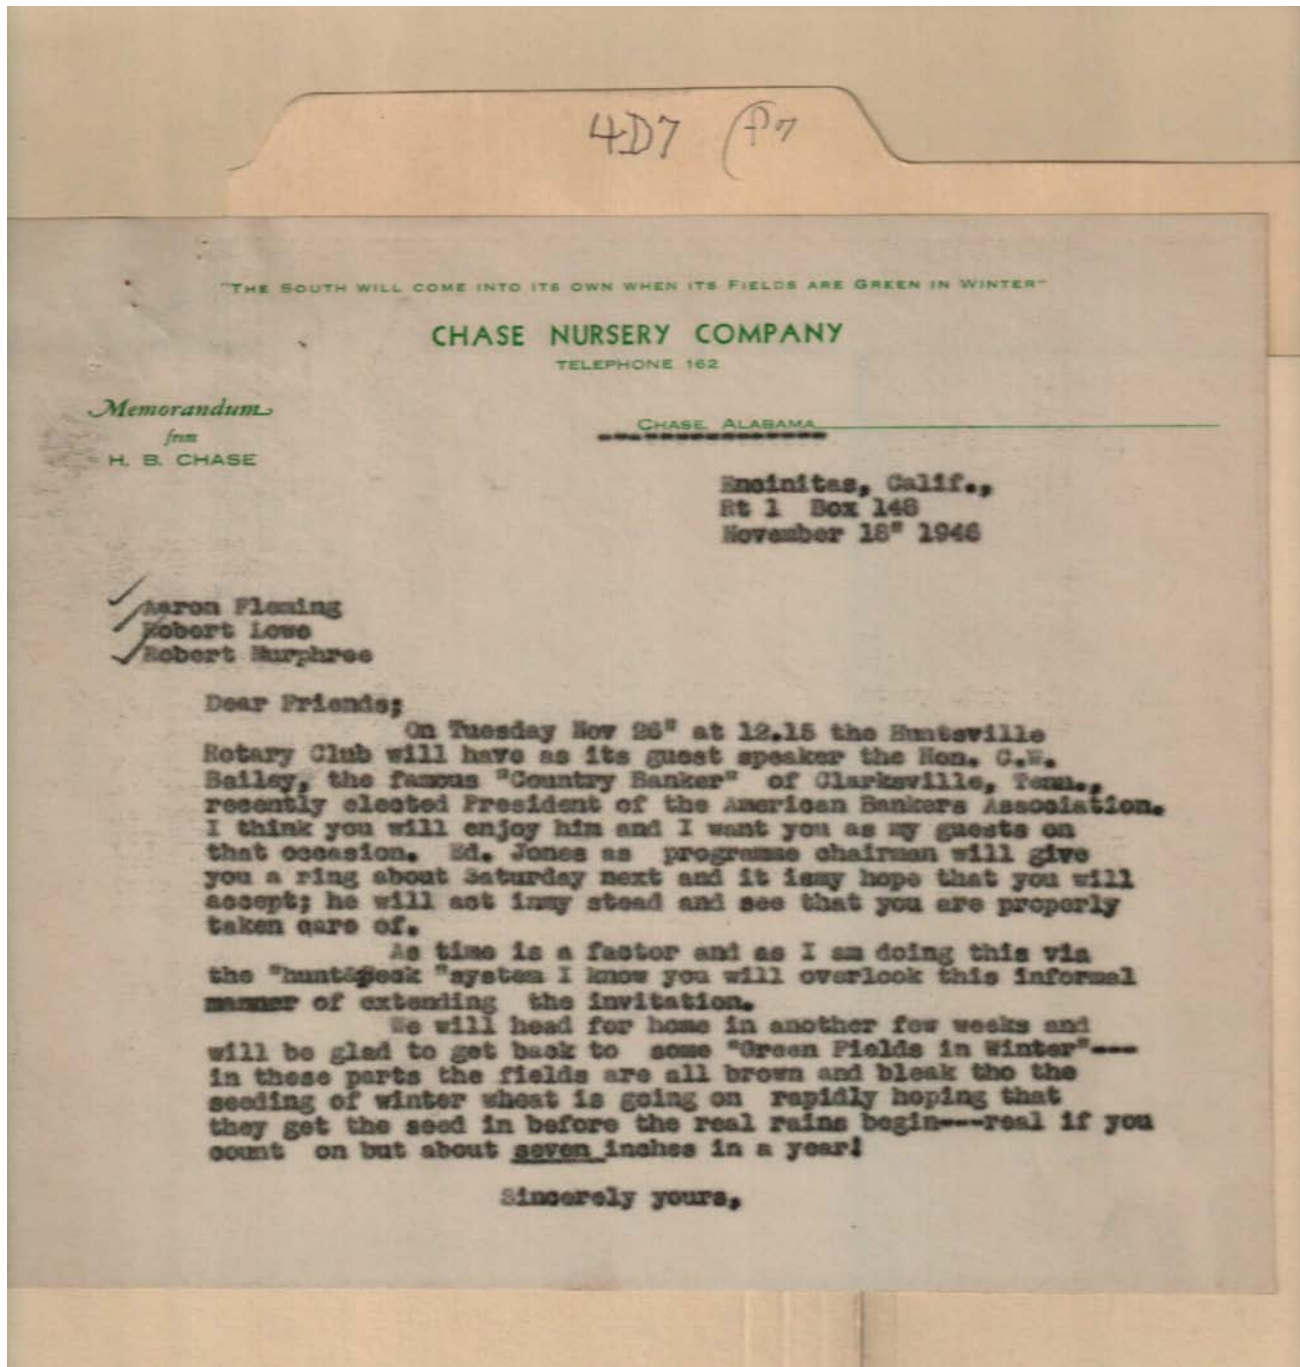 4D7
"THE SOUTH WILL COME INTO ITS OWN WHEN ITS FIELDS ARE GREEN IN WINTER"
CHASE NURSERY COMPANY
TELEPHONE 162
Memorandum
from
H. B. CHASE
CHASE, ALABAMA
Encinitas, Calif.,
Rt 1 Box 148
November 18" 1946
Aaron Fleming
Robert Lowe
Robert Murphree
Dear Friends;
On Tuesday Nov 26" at 12.15 the Huntsville
Rotary Club will have as its guest speaker the Hon. C.W.
Bailey, the famous "Country Banker" of Clarksville, Tenn.,
recently elected President of the American Bankers Association.
I think you will enjoy him and I want you as my guests on
that occasion. Ed. Jones as programme chairman will give
you a ring about Saturday next and it ismy hope that you will
accept; he will act inmy stead and see that you are properly
taken care of.
As time is a factor and as I am doing this via
the "hunt&peck "system I know you will overlook this informal
manner of extending the invitation.
We will head for home in another few weeks and
will be glad to get back to some "Green Fields in Winter"---
in these parts the fields are all brown and bleak tho the
seeding of winter wheat is going on rapidly hoping that
they get the seed in before the real rains begin---real if you
count on but about seven inches in a year!
Sincerely yours,